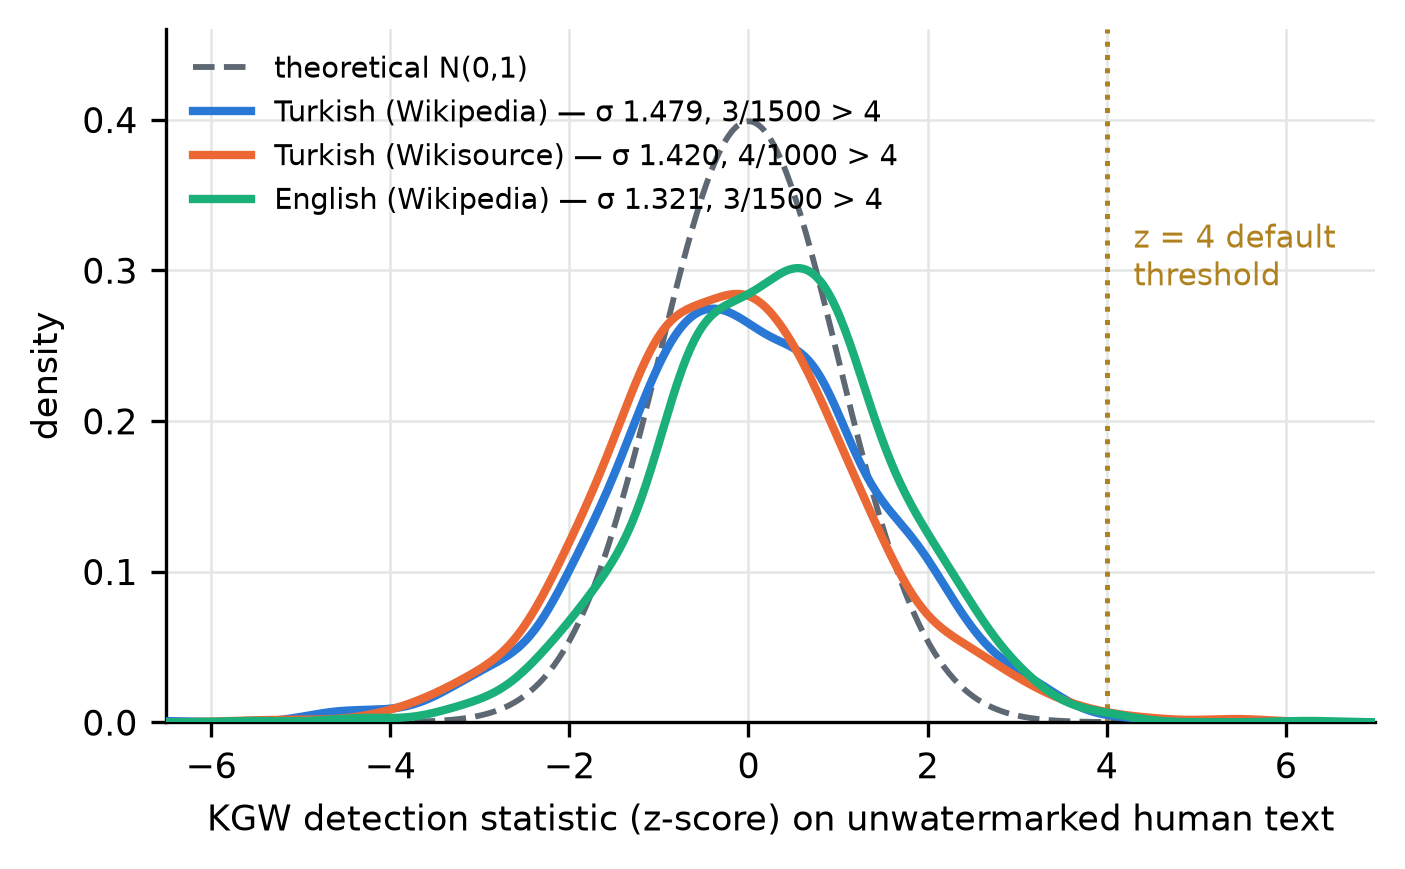 theoretical N(0,1)
Turkish (Wikipedia) — σ 1.479, 3/1500 > 4
Turkish (Wikisource) — σ 1.420, 4/1000 > 4
English (Wikipedia) — σ 1.321, 3/1500 > 4
z = 4 default
threshold
0.4
0.3
0.2
0.1
0.0
density
−6 −4 −2 0 2 4 6
KGW detection statistic (z-score) on unwatermarked human text